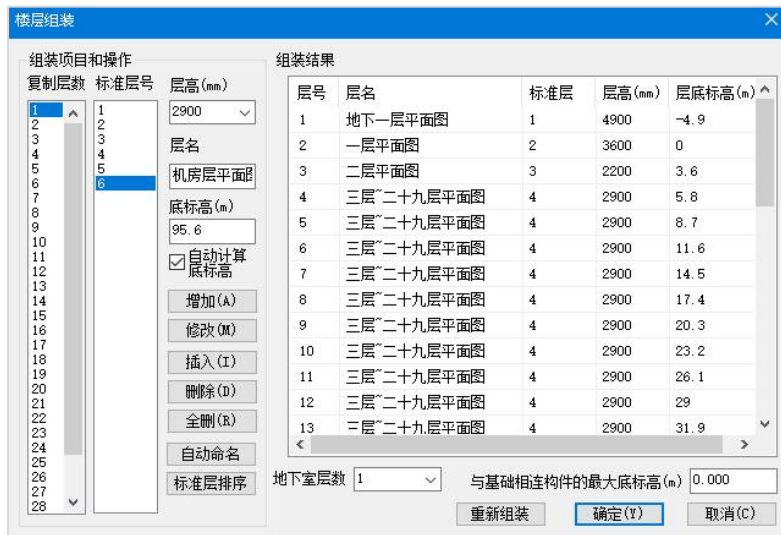 楼层组装
组装项目和操作
复制层数 标准层号 层高(mm)
1
2
3
4
5
6
7
8
9
10
11
12
13
14
15
16
17
18
19
20
21
22
23
24
25
26
27
28
1
2
3
4
5
6
2900
层名
机房层平面图
底标高(m)
95.6
自动计算
底标高
增加(A)
修改(M)
插入(I)
删除(D)
全删(R)
自动命名
标准层排序
组装结果
层号 层名 标准层 层高(mm) 层底标高(m)
1 地下一层平面图 1 4900 -4.9
2 一层平面图 2 3600 0
3 二层平面图 3 2200 3.6
4 三层~二十九层平面图 4 2900 5.8
5 三层~二十九层平面图 4 2900 8.7
6 三层~二十九层平面图 4 2900 11.6
7 三层~二十九层平面图 4 2900 14.5
8 三层~二十九层平面图 4 2900 17.4
9 三层~二十九层平面图 4 2900 20.3
10 三层~二十九层平面图 4 2900 23.2
11 三层~二十九层平面图 4 2900 26.1
12 三层~二十九层平面图 4 2900 29
13 三层~二十九层平面图 4 2900 31.9
地下室层数 1 与基础相连构件的最大底标高(m) 0.000
重新组装 确定(Y) 取消(C)